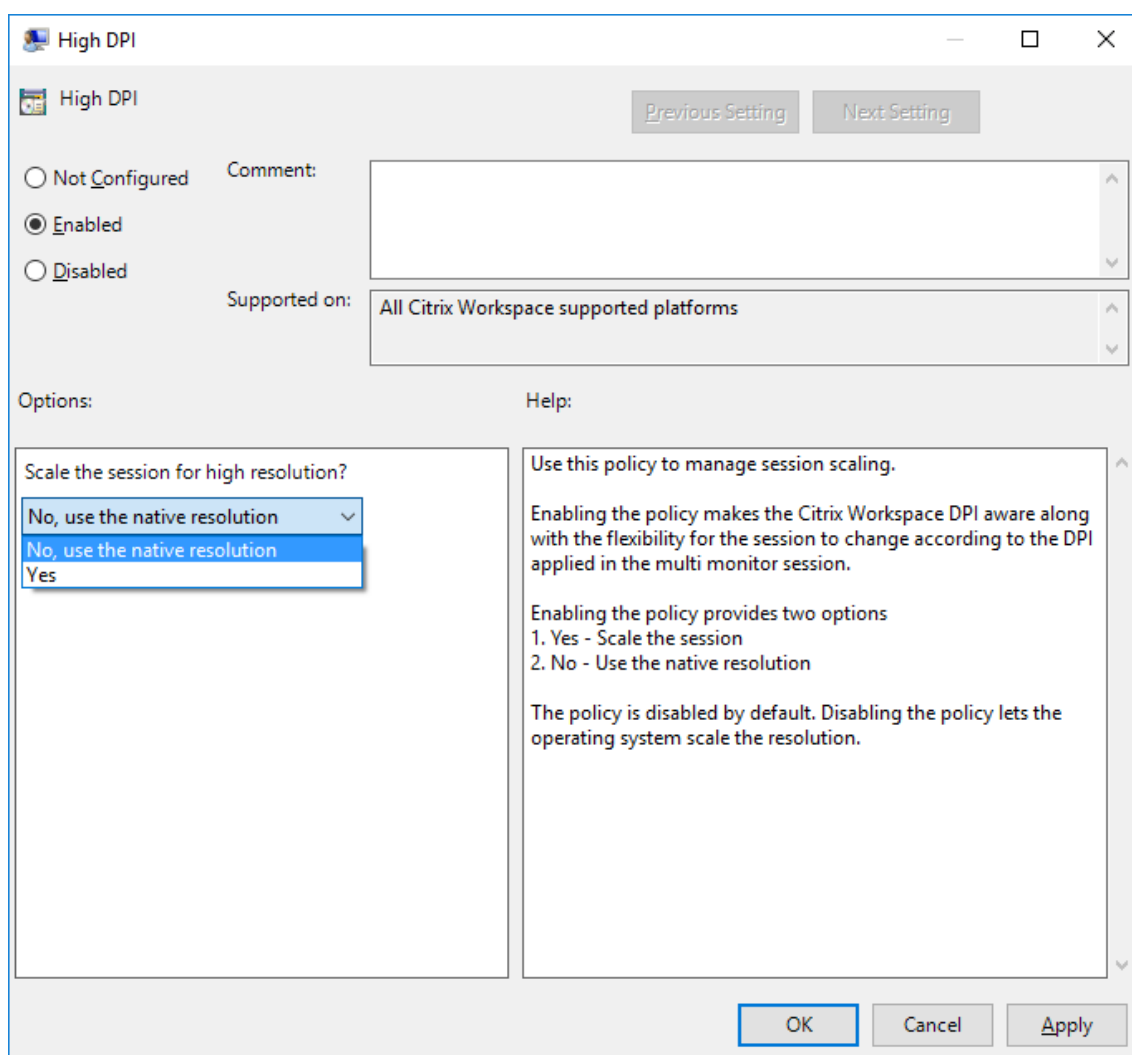 High DPI
High DPI
Previous Setting
Next Setting
Not Configured
Enabled
Disabled
Comment:
Supported on:
All Citrix Workspace supported platforms
Options:
Help:
Scale the session for high resolution?
No, use the native resolution
No, use the native resolution
Yes
Use this policy to manage session scaling.
Enabling the policy makes the Citrix Workspace DPI aware along
with the flexibility for the session to change according to the DPI
applied in the multi monitor session.
Enabling the policy provides two options
1. Yes - Scale the session
2. No - Use the native resolution
The policy is disabled by default. Disabling the policy lets the
operating system scale the resolution.
OK
Cancel
Apply